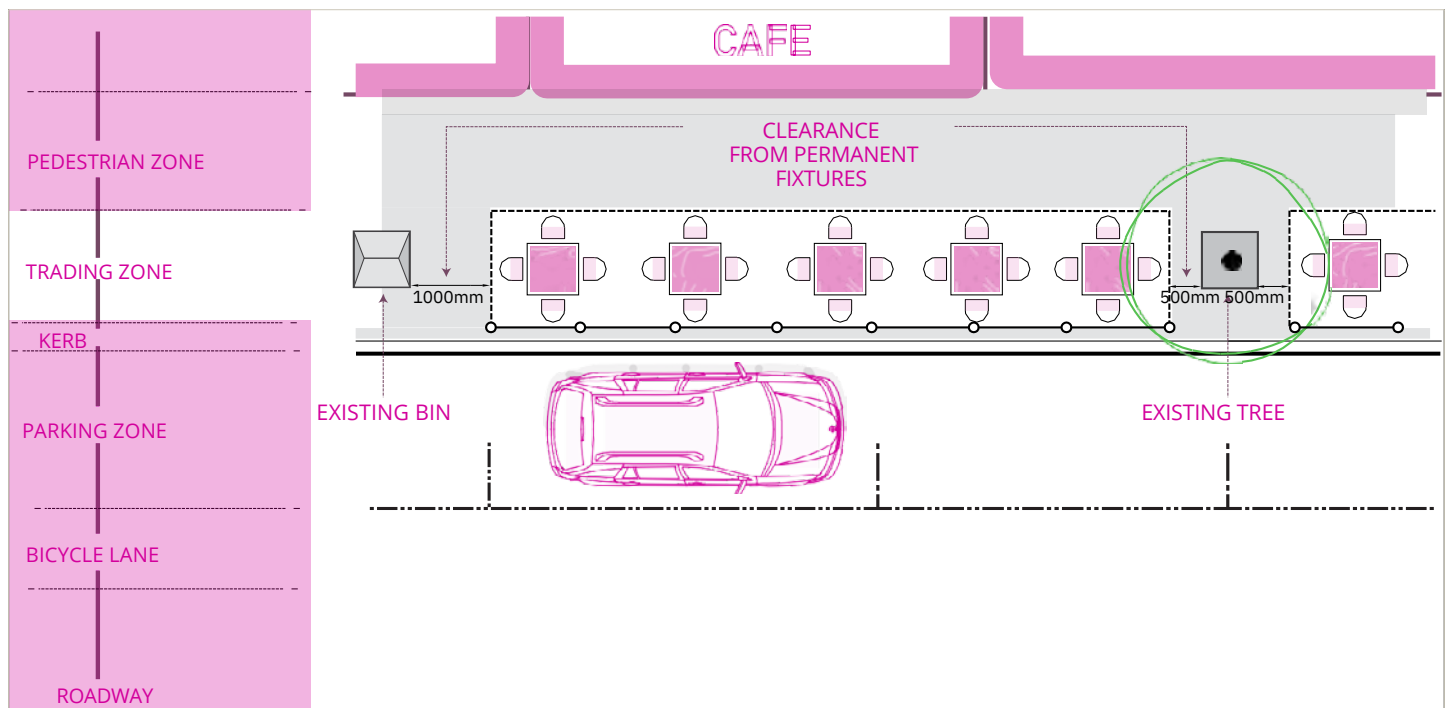 CAFE
CLEARANCE
FROM PERMANENT
FIXTURES
PEDESTRIAN ZONE
TRADING ZONE
1000mm
500mm
500mm
KERB
EXISTING BIN
EXISTING TREE
PARKING ZONE
BICYCLE LANE
ROADWAY